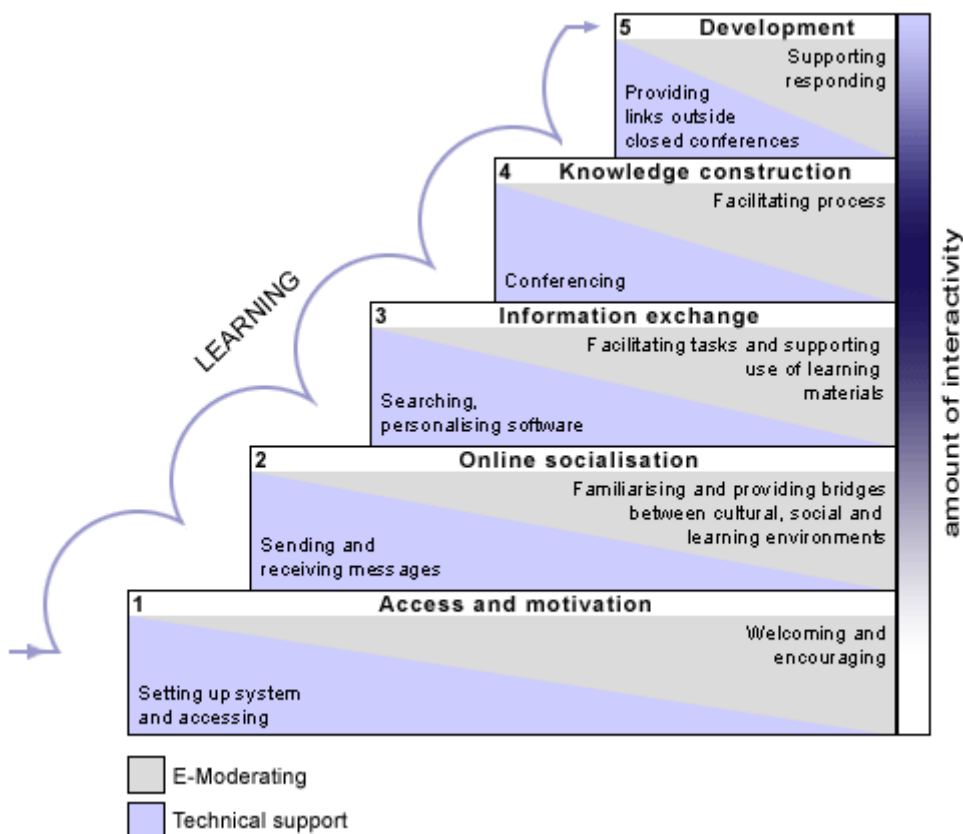 5 Development
Supporting
responding
Providing
links outside
closed conferences
4 Knowledge construction
Facilitating process
Conferencing
3 Information exchange
Facilitating tasks and supporting
use of learning
materials
Searching,
personalising software
2 Online socialisation
Familiarising and providing bridges
between cultural, social and
learning environments
Sending and
receiving messages
1 Access and motivation
Welcoming and
encouraging
Setting up system
and accessing
LEARNING
amount of interactivity
E-Moderating
Technical support